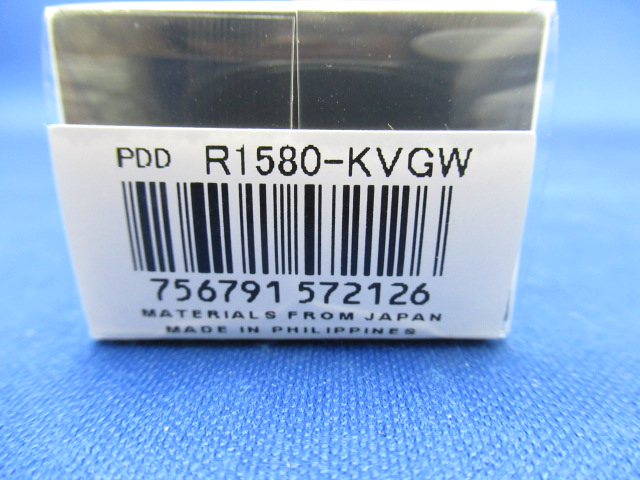 PDD R1580-KVGW
756791 572126
MATERIALS FROM JAPAN
MADE IN PHILIPPINES